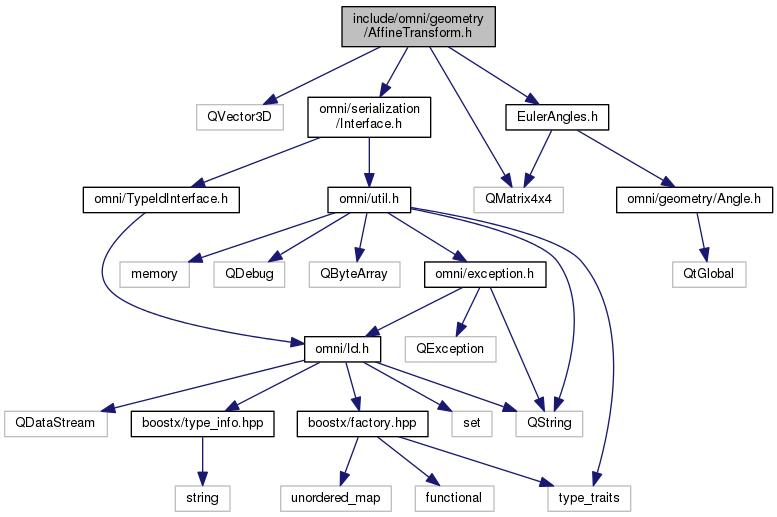 include/omni/geometry
/AffineTransform.h
QVector3D
omni/serialization
/Interface.h
EulerAngles.h
omni/TypeIdInterface.h
omni/util.h
QMatrix4x4
omni/geometry/Angle.h
memory
QDebug
QByteArray
omni/exception.h
QtGlobal
omni/Id.h
QException
QDataStream
boostx/type_info.hpp
boostx/factory.hpp
set
QString
string
unordered_map
functional
type_traits